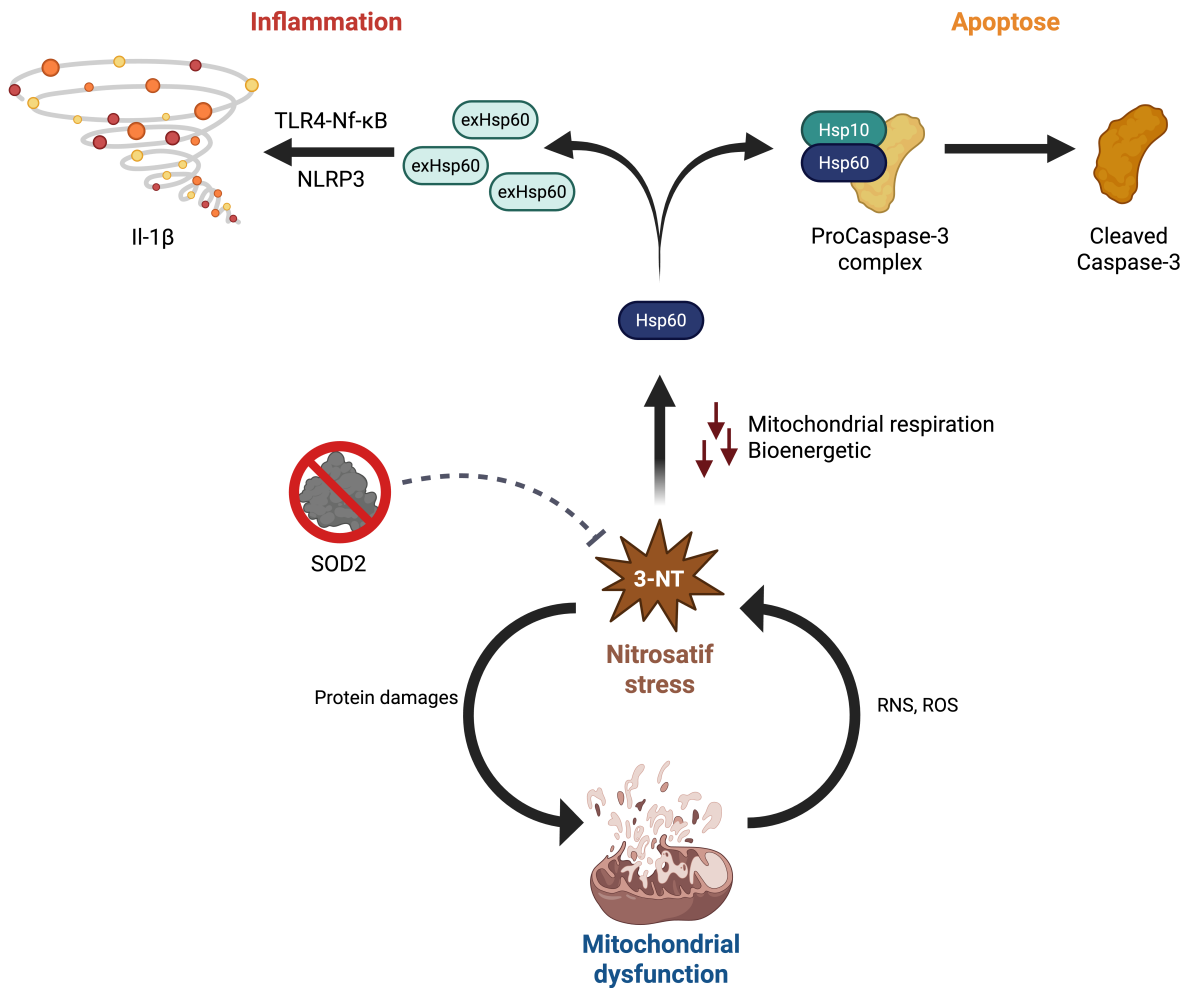 Inflammation
Apoptose
TLR4-Nf-κB
NLRP3
exHsp60
exHsp60
exHsp60
Hsp10
Hsp60
Il-1β
ProCaspase-3
complex
Cleaved
Caspase-3
Hsp60
Mitochondrial respiration
Bioenergetic
SOD2
3-NT
Nitrosatif
stress
Protein damages
RNS, ROS
Mitochondrial
dysfunction